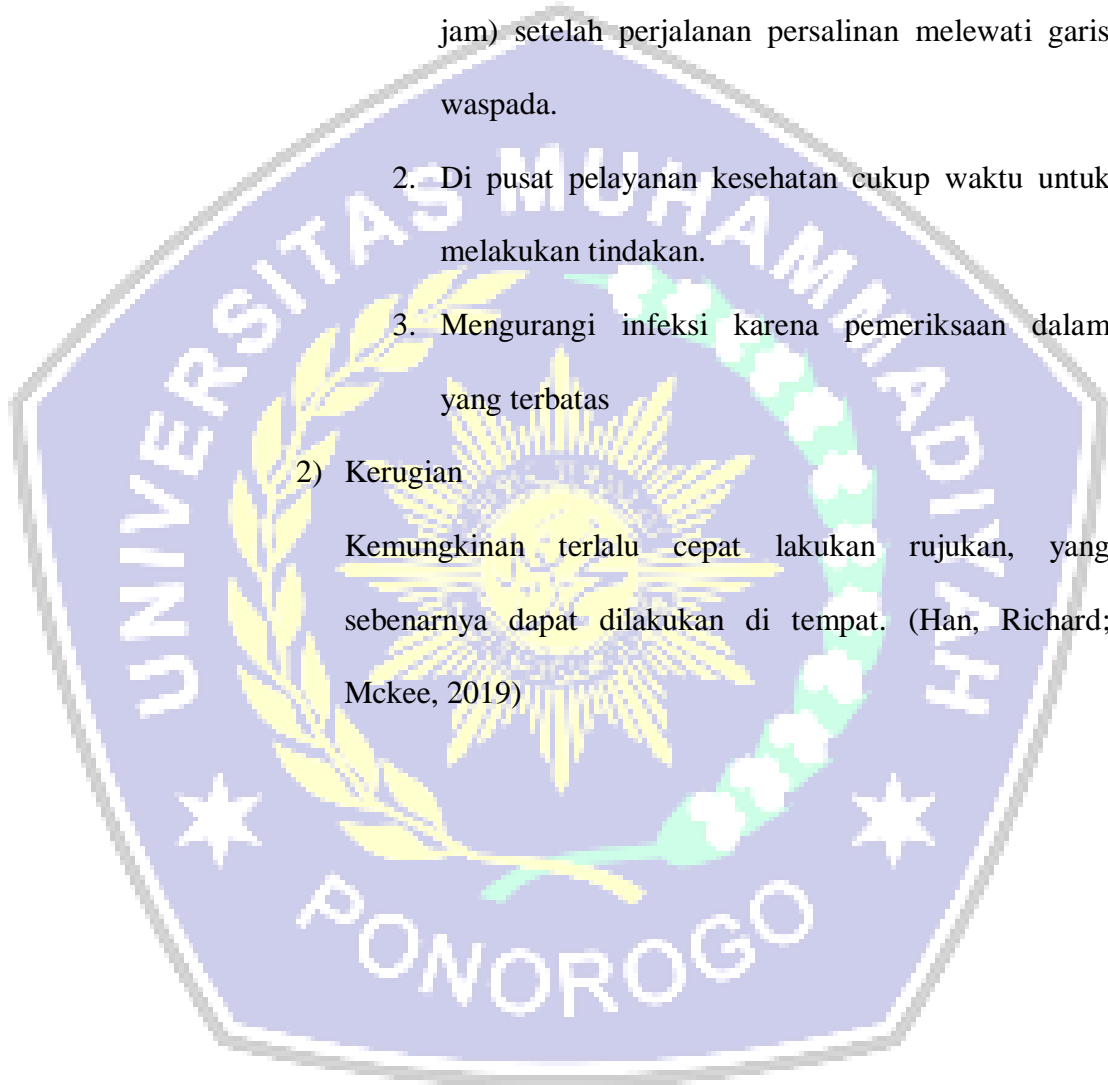 jam) setelah perjalanan persalinan melewati garis
waspada.
2. Di pusat pelayanan kesehatan cukup waktu untuk
melakukan tindakan.
3. Mengurangi infeksi karena pemeriksaan dalam
yang terbatas
2) Kerugian
Kemungkinan terlalu cepat lakukan rujukan, yang
sebenarnya dapat dilakukan di tempat. (Han, Richard;
Mckee, 2019)
UNIVERSITAS MUHAMMADIYAH
PONOROGO